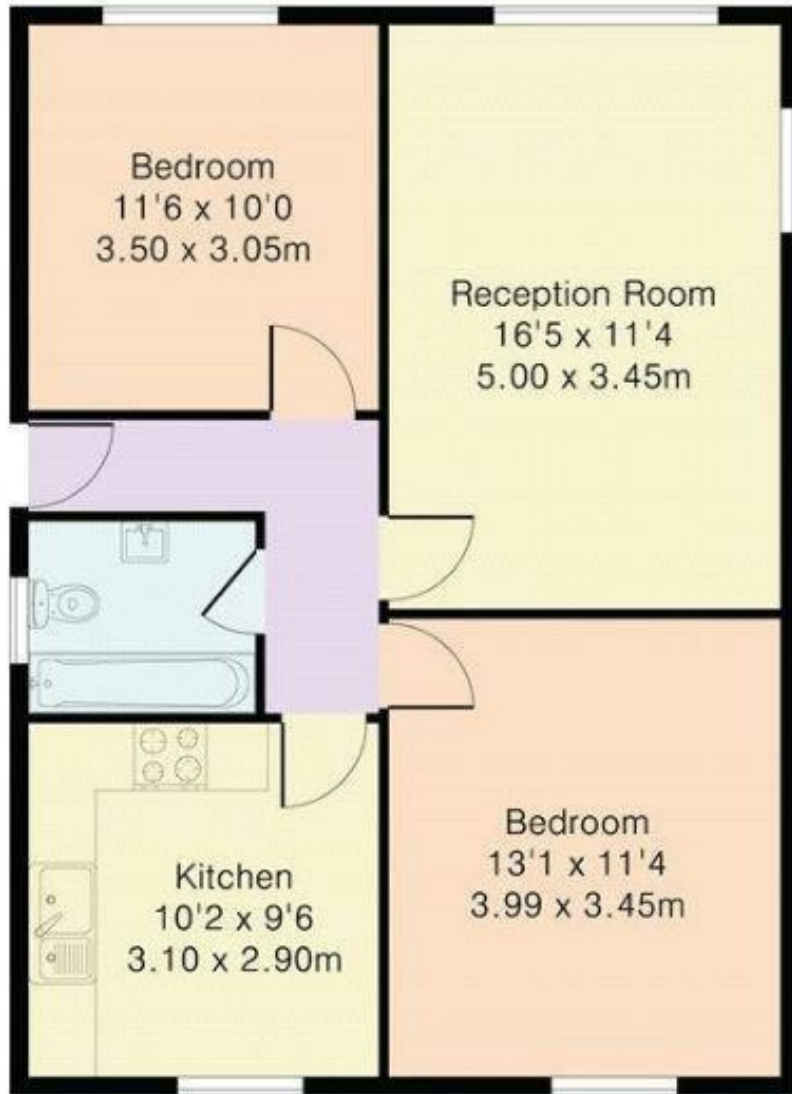 Bedroom
11'6 x 10'0
3.50 x 3.05m
Reception Room
16'5 x 11'4
5.00 x 3.45m
Kitchen
10'2 x 9'6
3.10 x 2.90m
Bedroom
13'1 x 11'4
3.99 x 3.45m